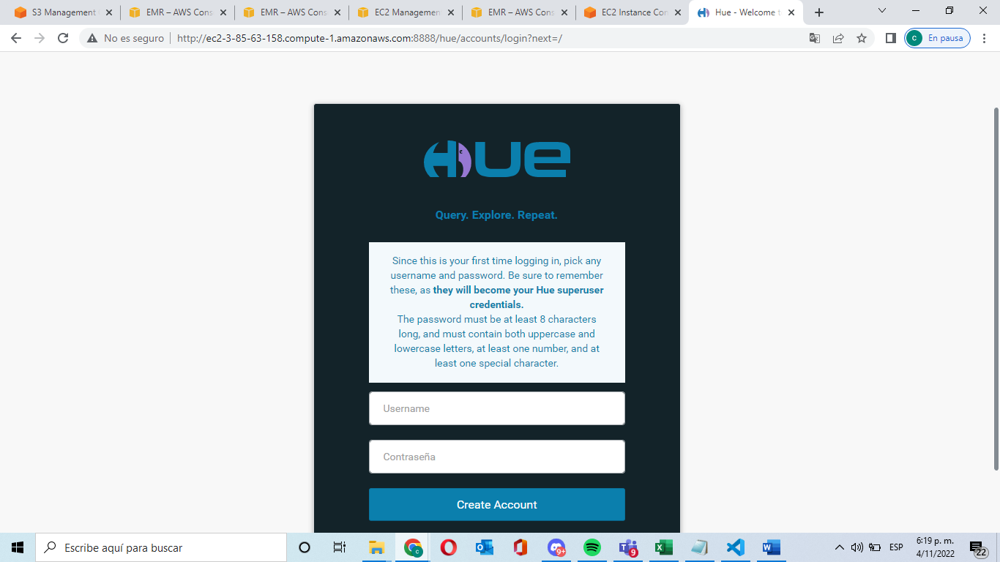 S3 Management
EMR – AWS Cons
EMR – AWS Cons
EC2 Managemen
EMR – AWS Cons
EC2 Instance Con
Hue - Welcome t
No es seguro
http://ec2-3-85-63-158.compute-1.amazonaws.com:8888/hue/accounts/login?next=/
c
En pausa
HUE
Query. Explore. Repeat.
Since this is your first time logging in, pick any
username and password. Be sure to remember
these, as they will become your Hue superuser
credentials.
The password must be at least 8 characters
long, and must contain both uppercase and
lowercase letters, at least one number, and at
least one special character.
Username
Contraseña
Create Account
Escribe aquí para buscar
9+
9
ESP
6:19 p. m.
4/11/2022
22